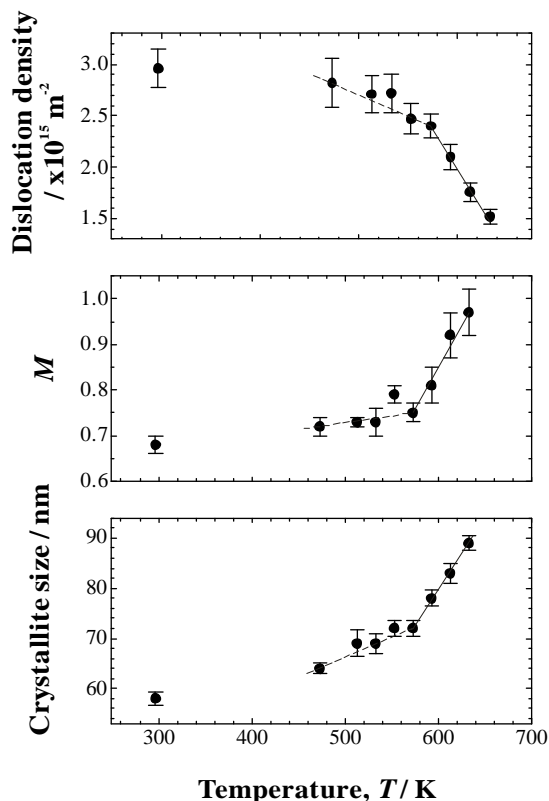 Dislocation density
/ x10¹⁵ m⁻²
3.0
2.5
2.0
1.5
M
1.0
0.9
0.8
0.7
0.6
Crystallite size / nm
90
80
70
60
300 400 500 600 700
Temperature, T / K